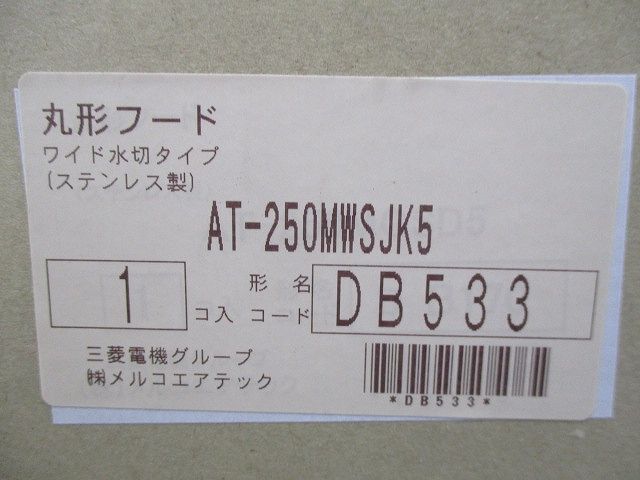 丸形フード
ワイド水切タイプ
(ステンレス製)
AT-250MWSJK5
1 コ入
形名コード DB533
三菱電機グループ
㈱メルコエアテック
*DB533*